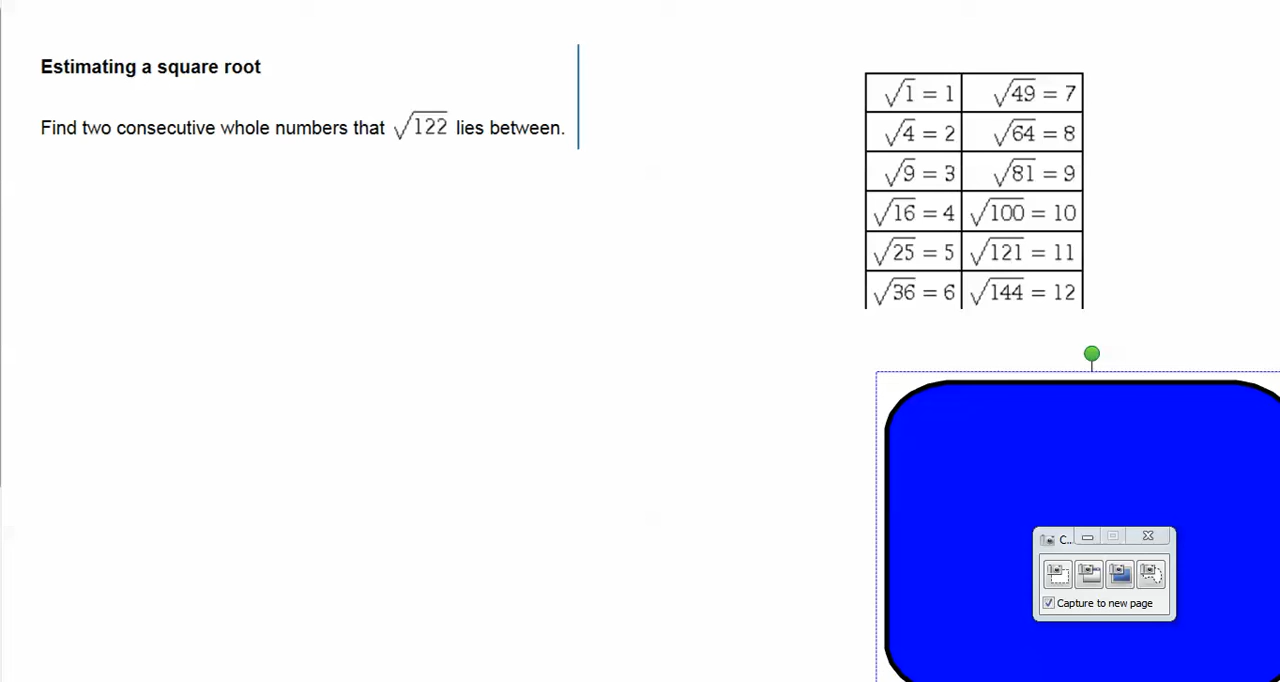 Estimating a square root
Find two consecutive whole numbers that √122 lies between.
√1 = 1 √49 = 7
√4 = 2 √64 = 8
√9 = 3 √81 = 9
√16 = 4 √100 = 10
√25 = 5 √121 = 11
√36 = 6 √144 = 12
C...
Capture to new page